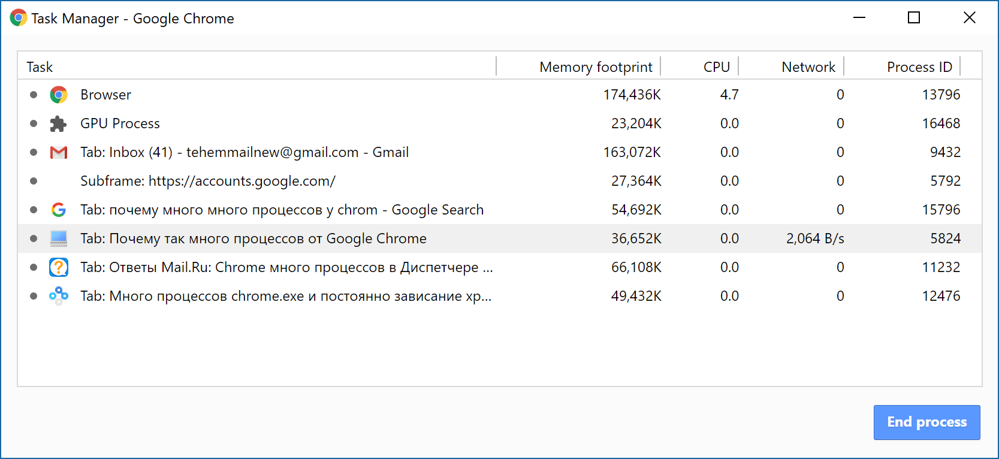 Task Manager - Google Chrome
Task Memory footprint CPU Network Process ID
Browser 174,436K 4.7 0 13796
GPU Process 23,204K 0.0 0 16468
Tab: Inbox (41) - tehemmailnew@gmail.com - Gmail 163,072K 0.0 0 9432
Subframe: https://accounts.google.com/ 27,364K 0.0 0 5792
Tab: почему много много процессов у chrom - Google Search 54,692K 0.0 0 15796
Tab: Почему так много процессов от Google Chrome 36,652K 0.0 2,064 B/s 5824
Tab: Ответы Mail.Ru: Chrome много процессов в Диспетчере ... 66,108K 0.0 0 11232
Tab: Много процессов chrome.exe и постоянно зависание хр... 49,432K 0.0 0 12476
End process